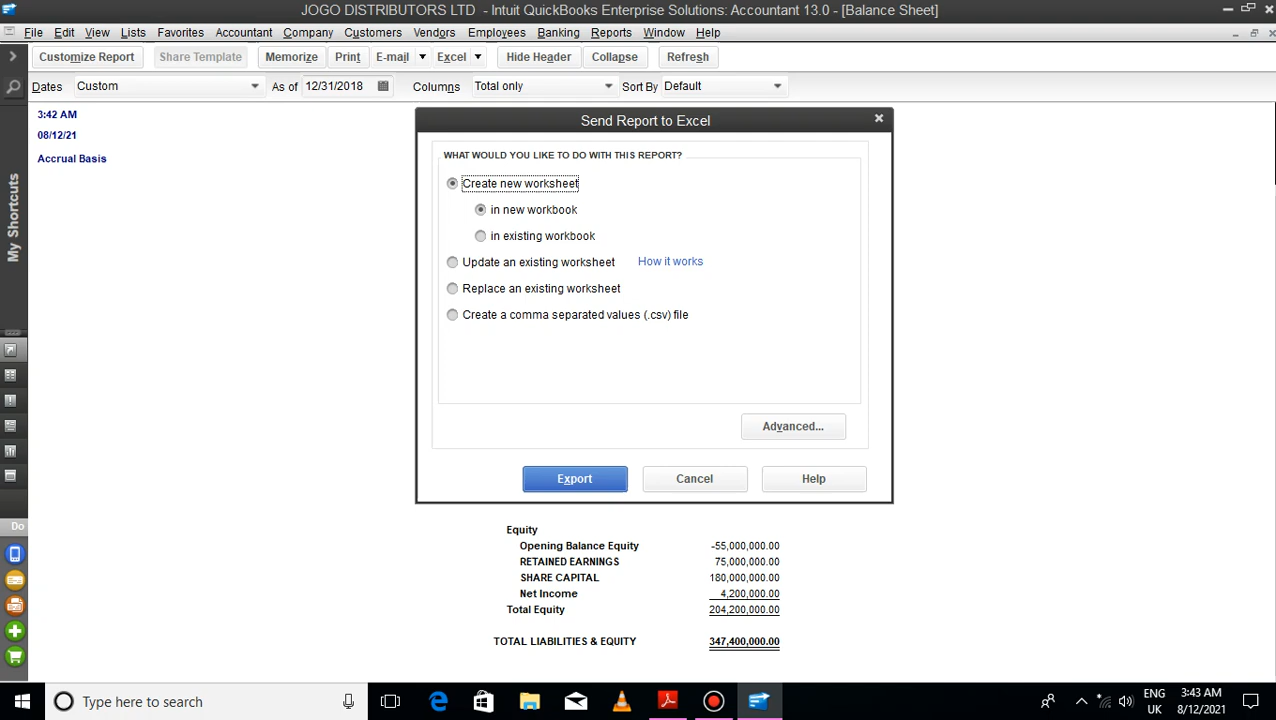 JOGO DISTRIBUTORS LTD - Intuit QuickBooks Enterprise Solutions: Accountant 13.0 - [Balance Sheet]
File Edit View Lists Favorites Accountant Company Customers Vendors Employees Banking Reports Window Help
Customize Report Share Template Memorize Print E-mail Excel Hide Header Collapse Refresh
Dates Custom As of 12/31/2018 Columns Total only Sort By Default
3:42 AM
08/12/21
Accrual Basis
My Shortcuts
Do
Send Report to Excel
WHAT WOULD YOU LIKE TO DO WITH THIS REPORT?
Create new worksheet
in new workbook
in existing workbook
Update an existing worksheet How it works
Replace an existing worksheet
Create a comma separated values (.csv) file
Advanced...
Export Cancel Help
Equity
Opening Balance Equity -55,000,000.00
RETAINED EARNINGS 75,000,000.00
SHARE CAPITAL 180,000,000.00
Net Income 4,200,000.00
Total Equity 204,200,000.00
TOTAL LIABILITIES & EQUITY 347,400,000.00
Type here to search
ENG 3:43 AM
UK 8/12/2021